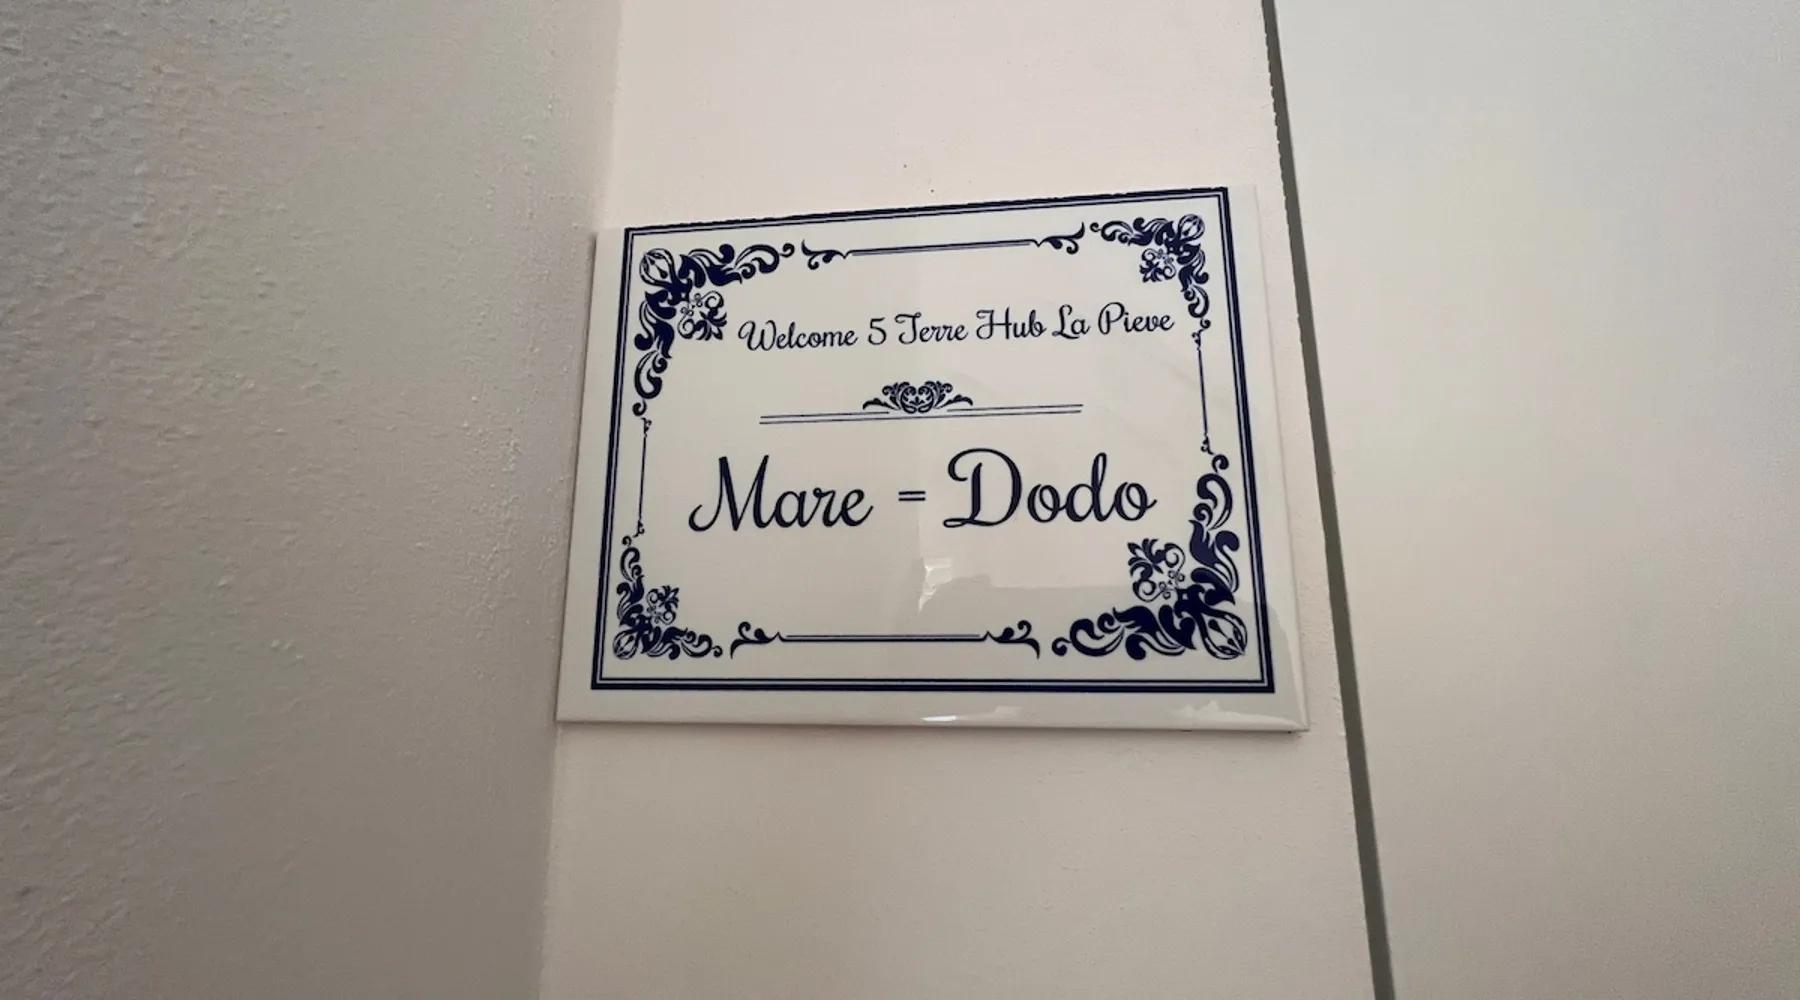 Welcome 5 Terre Hub La Pieve
Mare = Dodo